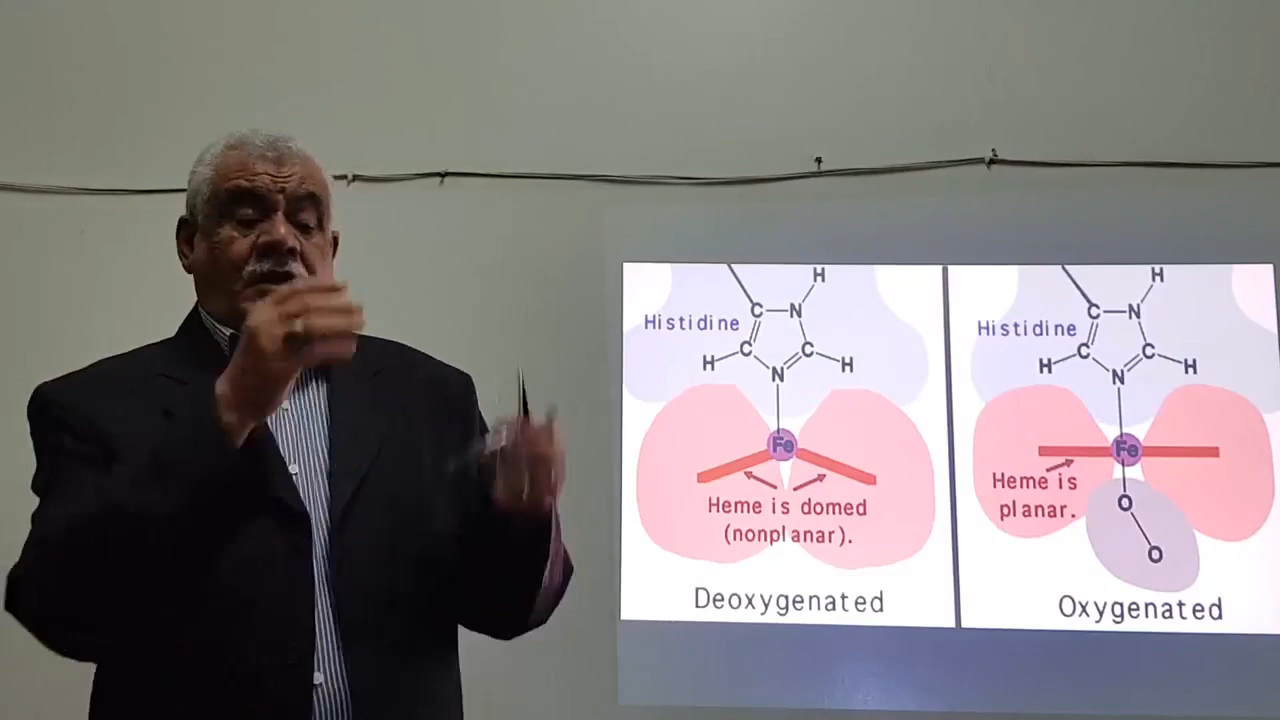 H
C
N
Histidine
H
C
C
H
N
Fe
Heme is domed
(nonplanar).
Deoxygenated
H
C
N
Histidine
H
C
C
H
N
Fe
Heme is
planar.
O
O
Oxygenated